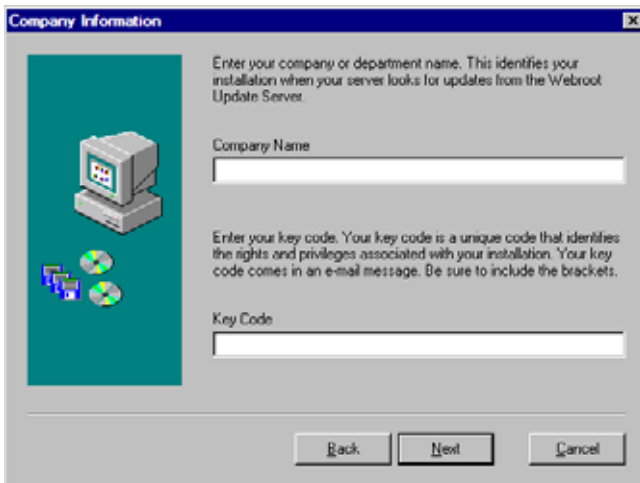 Company Information
Enter your company or department name. This identifies your
installation when your server looks for updates from the Webroot
Update Server.
Company Name
Enter your key code. Your key code is a unique code that identifies
the rights and privileges associated with your installation. Your key
code comes in an e-mail message. Be sure to include the brackets.
Key Code
Back Next Cancel